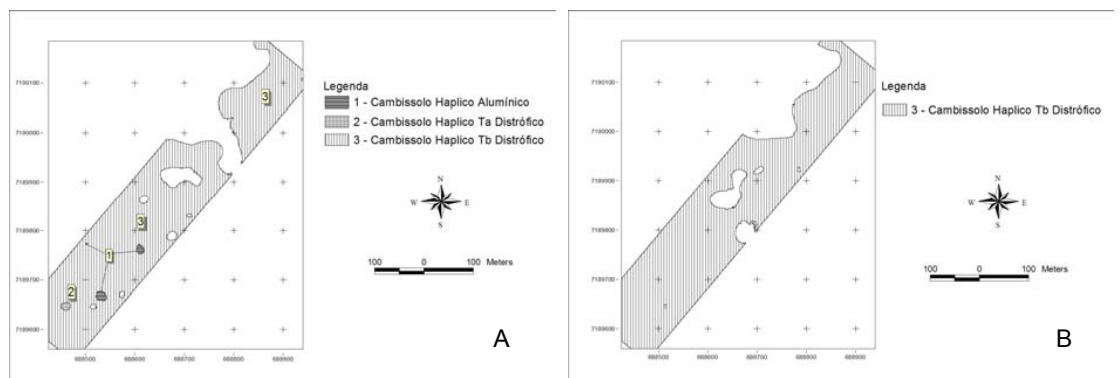 7190100
7190000
7189900
7189800
7189700
7189600
688500 688600 688700 688800 688900
3
3
1
2
Legenda
1 - Cambissolo Haplico Alumínico
2 - Cambissolo Haplico Ta Distrófico
3 - Cambissolo Haplico Tb Distrófico
N
W E
S
100 0 100 Meters
A
7190100
7190000
7189900
7189800
7189700
7189600
688500 688600 688700 688800 688900
Legenda
3 - Cambissolo Haplico Tb Distrófico
N
W E
S
100 0 100 Meters
B